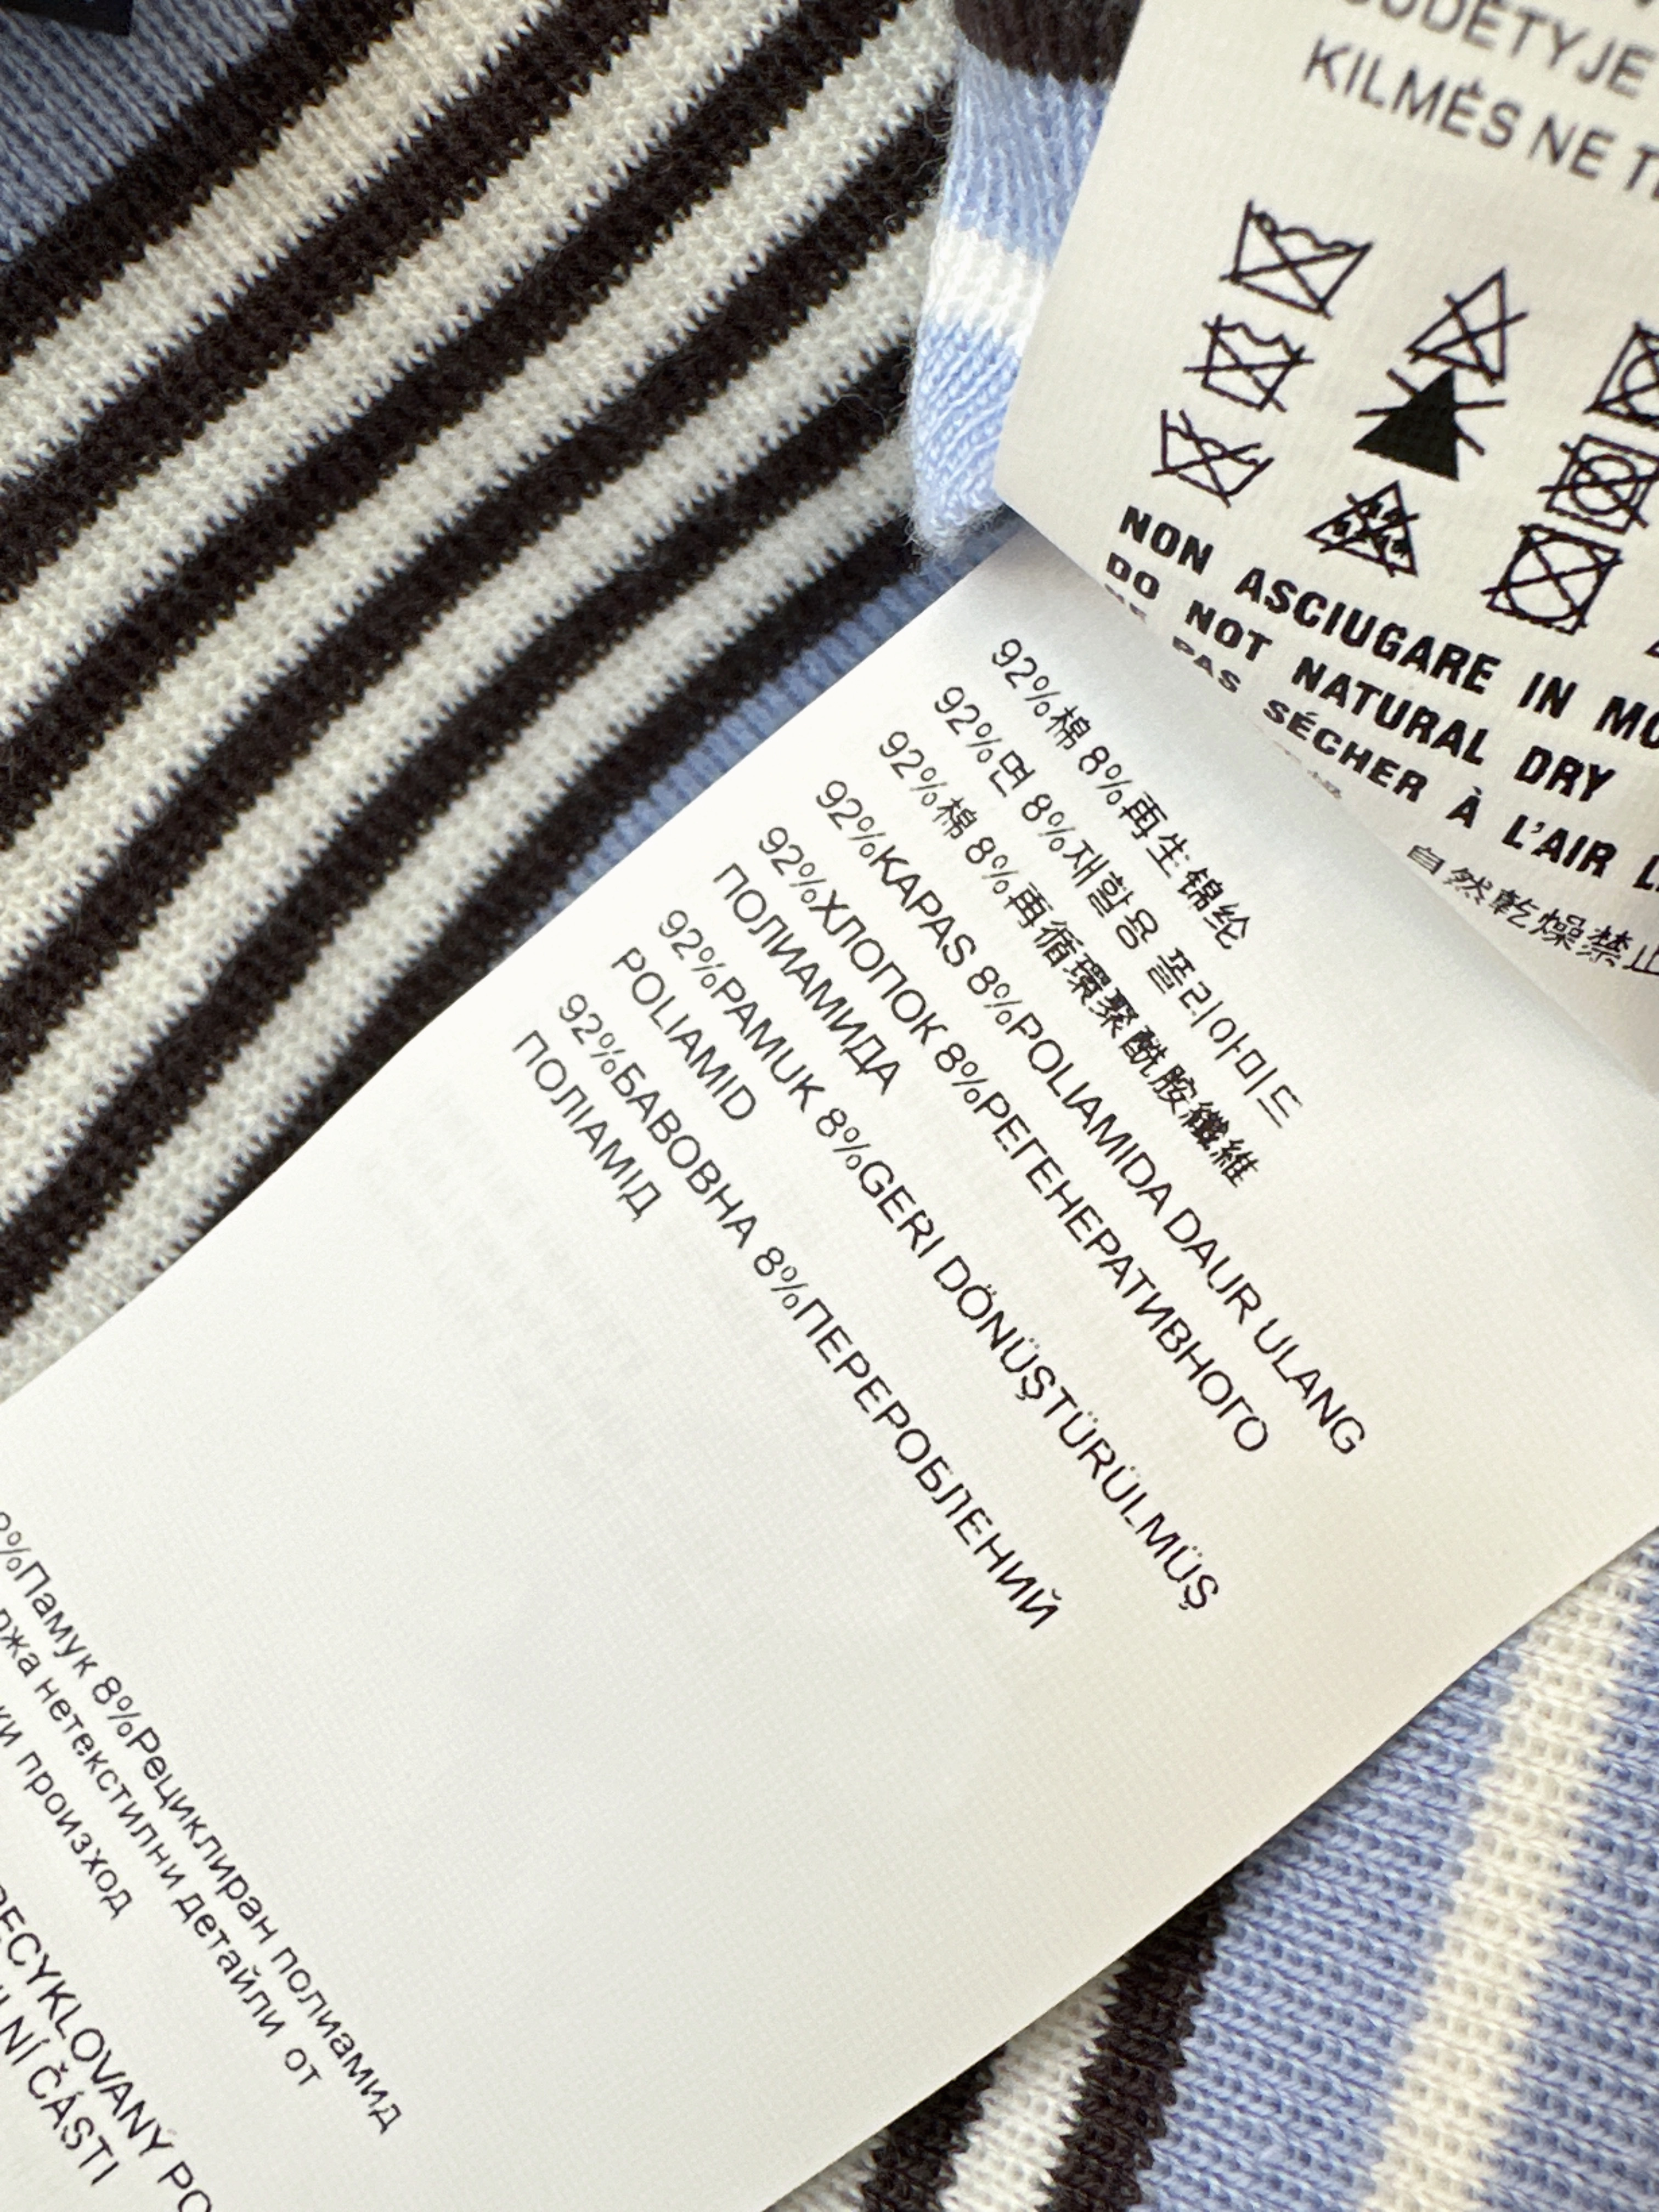 KILMĖS NE
NON ASCIUGARE IN
DO NOT NATURAL DRY
PAS SÉCHER À L'AIR
自然乾燥禁止
92%棉 8%再生锦纶
92%면 8%재활용 폴리아미드
92%棉 8%再循環聚酰胺纖維
92%KAPAS 8%POLIAMIDA DAUR ULANG
92%ХЛОПОК 8%РЕГЕНЕРАТИВНОГО
ПОЛИАМИДА
92%PAMUK 8%GERI DÖNÜŞTÜRÜLMÜŞ
POLIAMID
92%БАВОВНА 8%ПЕРЕРОБЛЕНИЙ
ПОЛІАМІД
Памук 8%Рециклиран полиамид
нетекстилни детайли от
произход
ČÁSTI